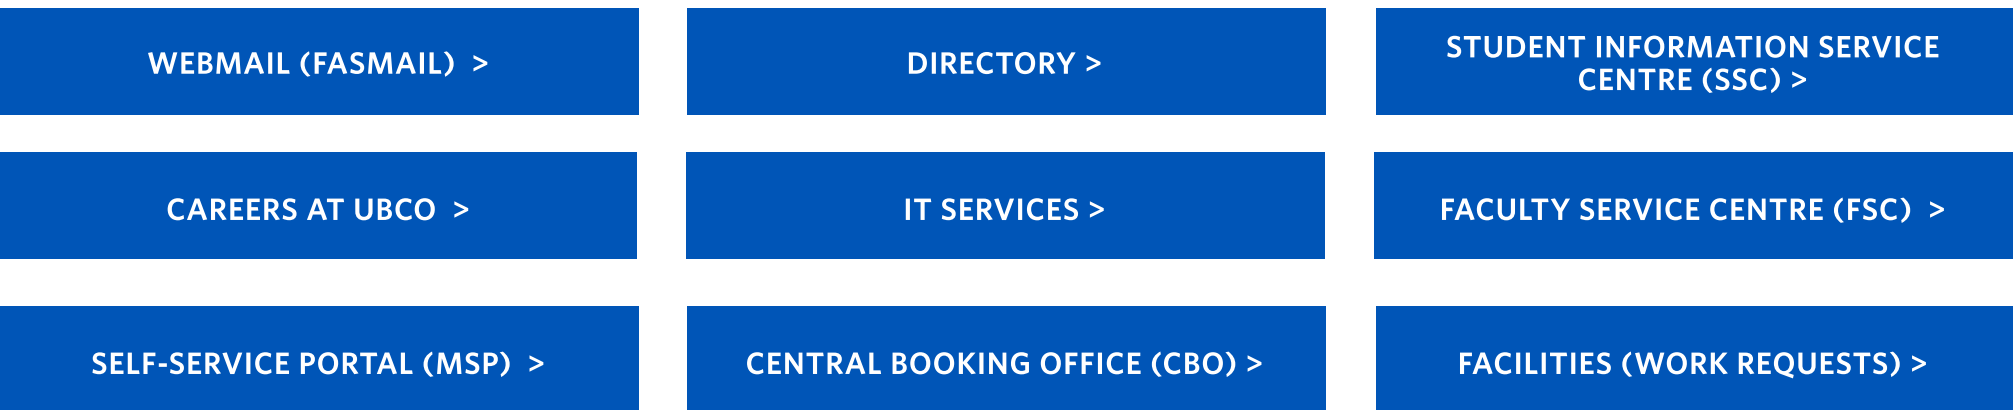 WEBMAIL (FASMAIL) >
DIRECTORY >
STUDENT INFORMATION SERVICE
CENTRE (SSC) >
CAREERS AT UBCO >
IT SERVICES >
FACULTY SERVICE CENTRE (FSC) >
SELF-SERVICE PORTAL (MSP) >
CENTRAL BOOKING OFFICE (CBO) >
FACILITIES (WORK REQUESTS) >